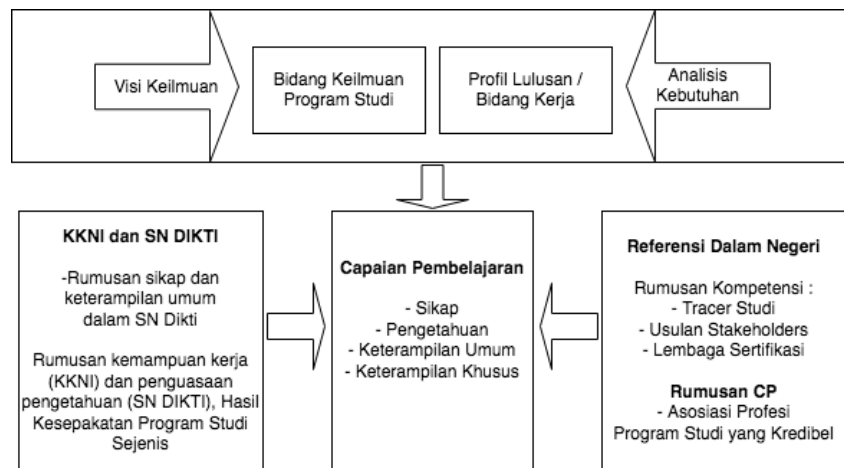 Visi Keilmuan
Bidang Keilmuan
Program Studi
Profil Lulusan /
Bidang Kerja
Analisis
Kebutuhan
KKNI dan SN DIKTI
-Rumusan sikap dan
keterampilan umum
dalam SN Dikti
Rumusan kemampuan kerja
(KKNI) dan penguasaan
pengetahuan (SN DIKTI), Hasil
Kesepakatan Program Studi
Sejenis
Capaian Pembelajaran
- Sikap
- Pengetahuan
- Keterampilan Umum
- Keterampilan Khusus
Referensi Dalam Negeri
Rumusan Kompetensi :
- Tracer Studi
- Usulan Stakeholders
- Lembaga Sertifikasi
Rumusan CP
- Asosiasi Profesi
Program Studi yang Kredibel